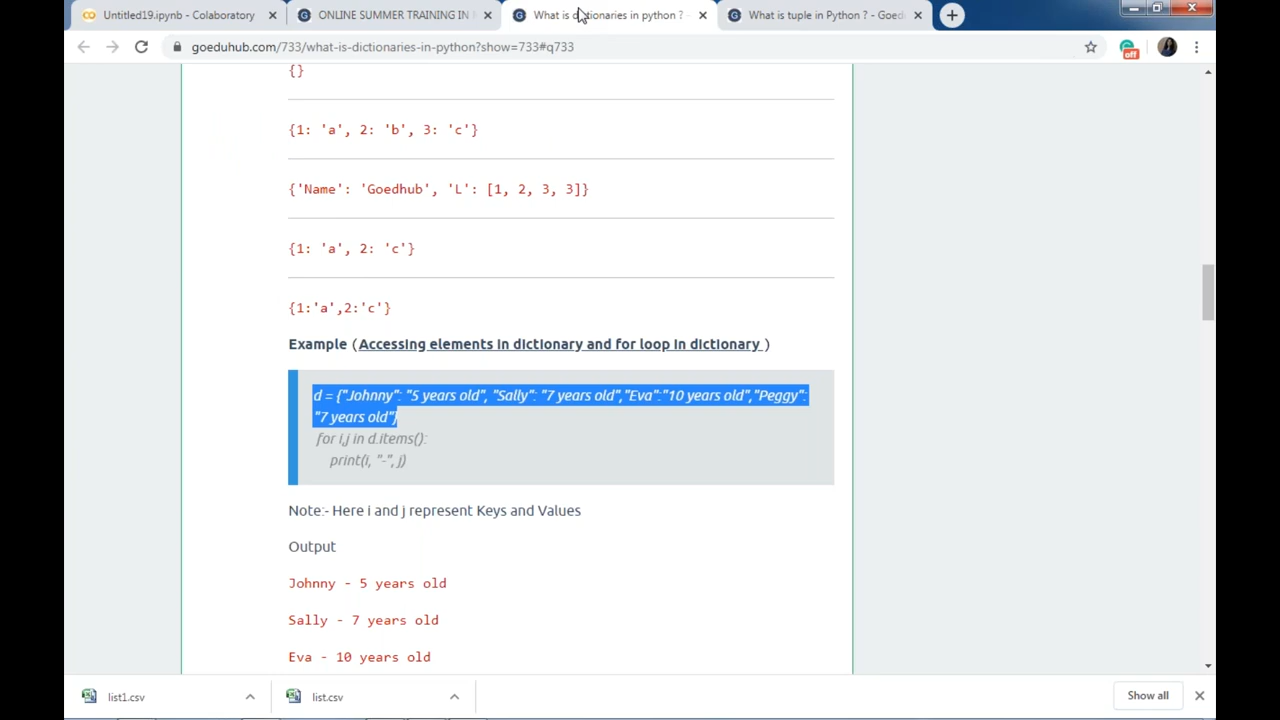 Untitled19.ipynb - Colaboratory
ONLINE SUMMER TRAINING IN
What is dictionaries in python ? -
What is tuple in Python ? - Goed
goeduhub.com/733/what-is-dictionaries-in-python?show=733#q733
off
{}
{1: 'a', 2: 'b', 3: 'c'}
{'Name': 'Goedhub', 'L': [1, 2, 3, 3]}
{1: 'a', 2: 'c'}
{1:'a',2:'c'}
Example (Accessing elements in dictionary and for loop in dictionary )
d = {"Johnny": "5 years old", "Sally": "7 years old","Eva":"10 years old","Peggy":
"7 years old"}
for i,j in d.items():
print(i, "-", j)
Note:- Here i and j represent Keys and Values
Output
Johnny - 5 years old
Sally - 7 years old
Eva - 10 years old
list1.csv
list.csv
Show all